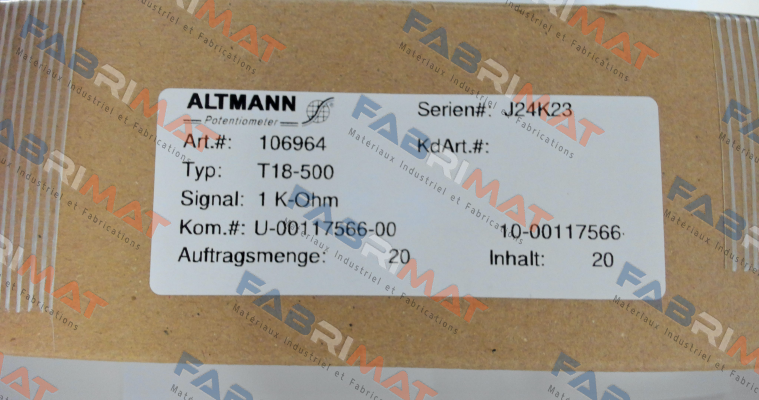 ALTMANN
Potentiometer
Serien#: J24K23
Art.#: 106964
KdArt.#:
Typ: T18-500
Signal: 1 K-Ohm
Kom.#: U-00117566-00 10-00117566-
Auftragsmenge: 20 Inhalt: 20
FABRIMAT
Matériaux Industriel et Fabrications